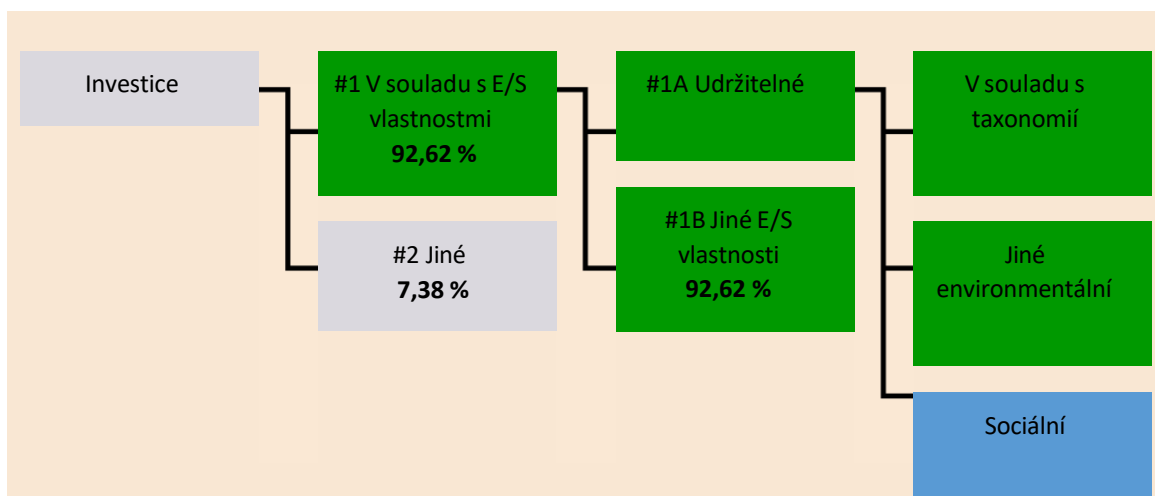 Investice
#1 V souladu s E/S
vlastnostmi
92,62 %
#2 Jiné
7,38 %
#1A Udržitelné
#1B Jiné E/S
vlastnosti
92,62 %
V souladu s
taxonomií
Jiné
environmentální
Sociální